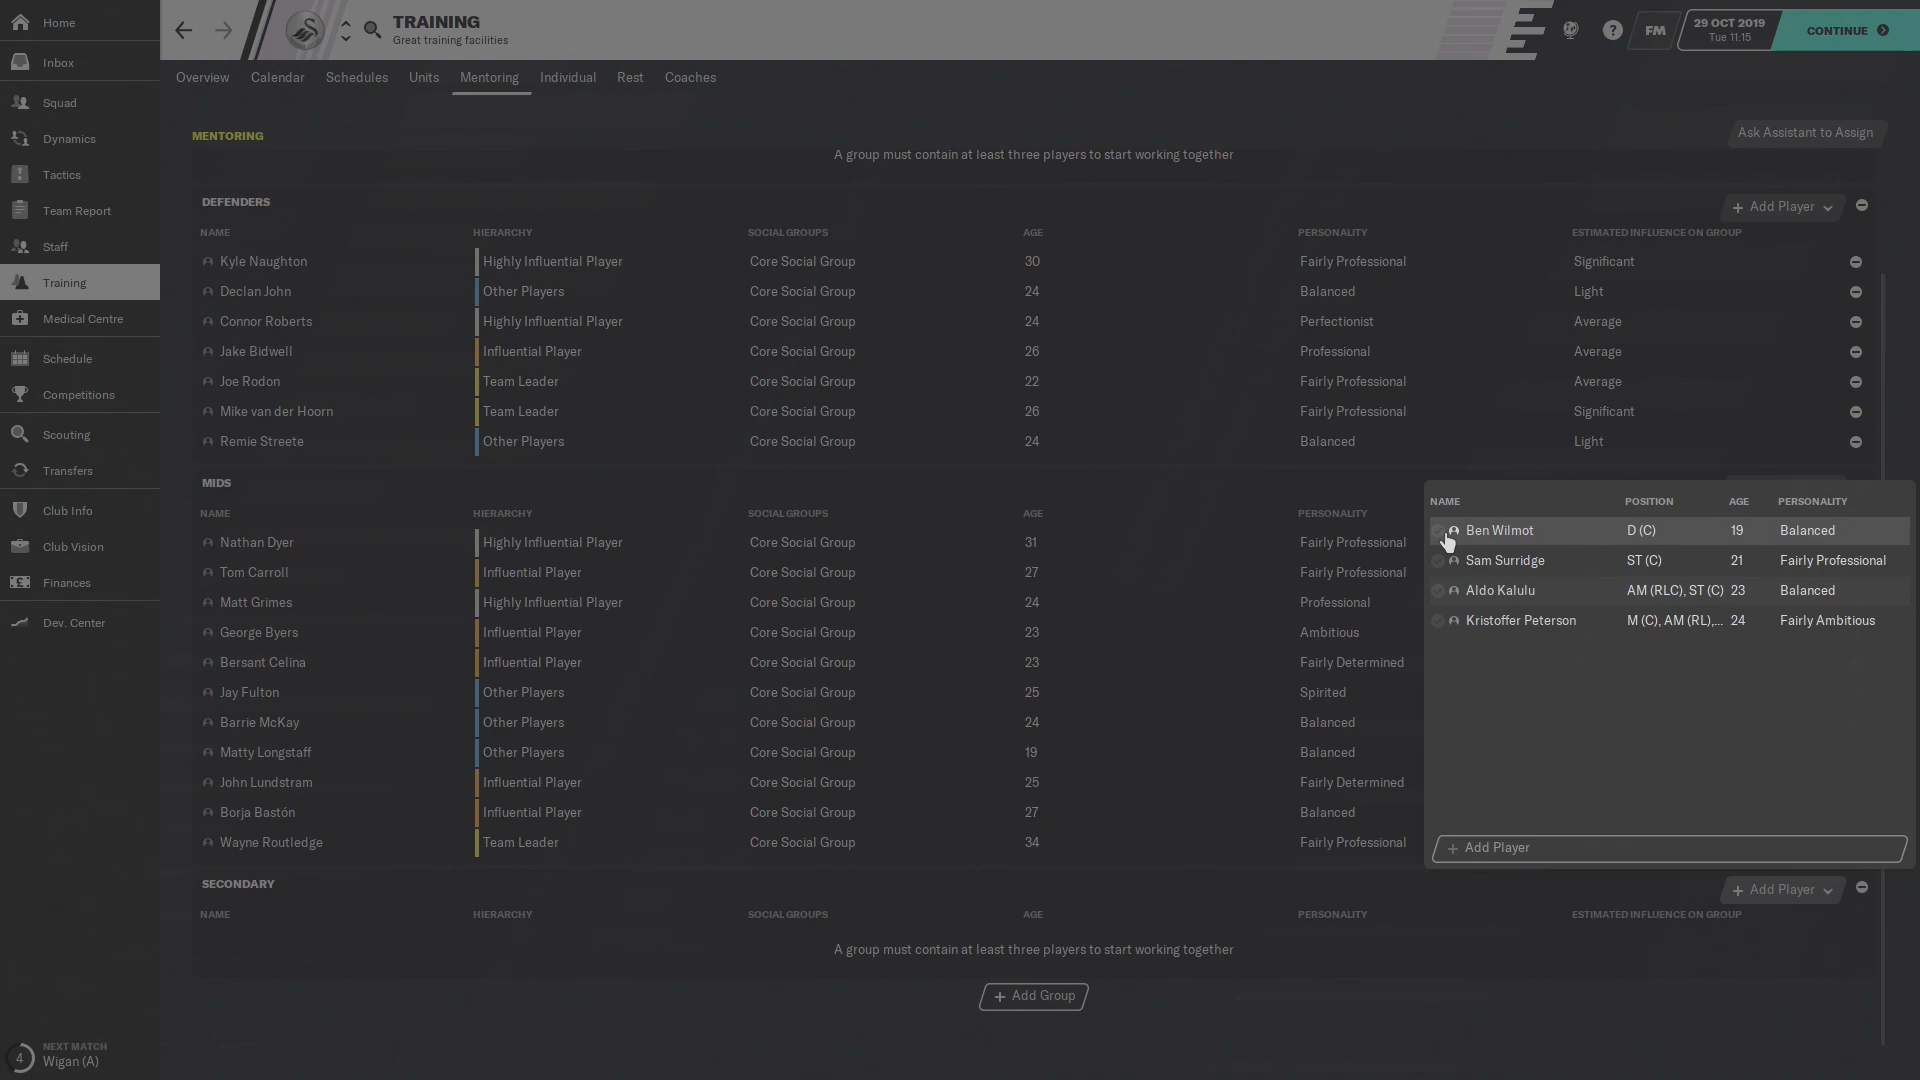 Home
Inbox
Squad
Dynamics
Tactics
Team Report
Staff
Training
Medical Centre
Schedule
Competitions
Scouting
Transfers
Club Info
Club Vision
Finances
Dev. Center
4 NEXT MATCH
Wigan (A)
TRAINING
Great training facilities
FM
29 OCT 2019
Tue 11:15
CONTINUE
Overview Calendar Schedules Units Mentoring Individual Rest Coaches
MENTORING
Ask Assistant to Assign
A group must contain at least three players to start working together
DEFENDERS
+ Add Player
NAME HIERARCHY SOCIAL GROUPS AGE PERSONALITY ESTIMATED INFLUENCE ON GROUP
Kyle Naughton Highly Influential Player Core Social Group 30 Fairly Professional Significant
Declan John Other Players Core Social Group 24 Balanced Light
Connor Roberts Highly Influential Player Core Social Group 24 Perfectionist Average
Jake Bidwell Influential Player Core Social Group 26 Professional Average
Joe Rodon Team Leader Core Social Group 22 Fairly Professional Average
Mike van der Hoorn Team Leader Core Social Group 26 Fairly Professional Significant
Remie Streete Other Players Core Social Group 24 Balanced Light
MIDS
NAME HIERARCHY SOCIAL GROUPS AGE PERSONALITY
Nathan Dyer Highly Influential Player Core Social Group 31 Fairly Professional
Tom Carroll Influential Player Core Social Group 27 Fairly Professional
Matt Grimes Highly Influential Player Core Social Group 24 Professional
George Byers Influential Player Core Social Group 23 Ambitious
Bersant Celina Influential Player Core Social Group 23 Fairly Determined
Jay Fulton Other Players Core Social Group 25 Spirited
Barrie McKay Other Players Core Social Group 24 Balanced
Matty Longstaff Other Players Core Social Group 19 Balanced
John Lundstram Influential Player Core Social Group 25 Fairly Determined
Borja Bastón Influential Player Core Social Group 27 Balanced
Wayne Routledge Team Leader Core Social Group 34 Fairly Professional
NAME POSITION AGE PERSONALITY
Ben Wilmot D (C) 19 Balanced
Sam Surridge ST (C) 21 Fairly Professional
Aldo Kalulu AM (RLC), ST (C) 23 Balanced
Kristoffer Peterson M (C), AM (RL),... 24 Fairly Ambitious
+ Add Player
SECONDARY
+ Add Player
NAME HIERARCHY SOCIAL GROUPS AGE PERSONALITY ESTIMATED INFLUENCE ON GROUP
A group must contain at least three players to start working together
+ Add Group